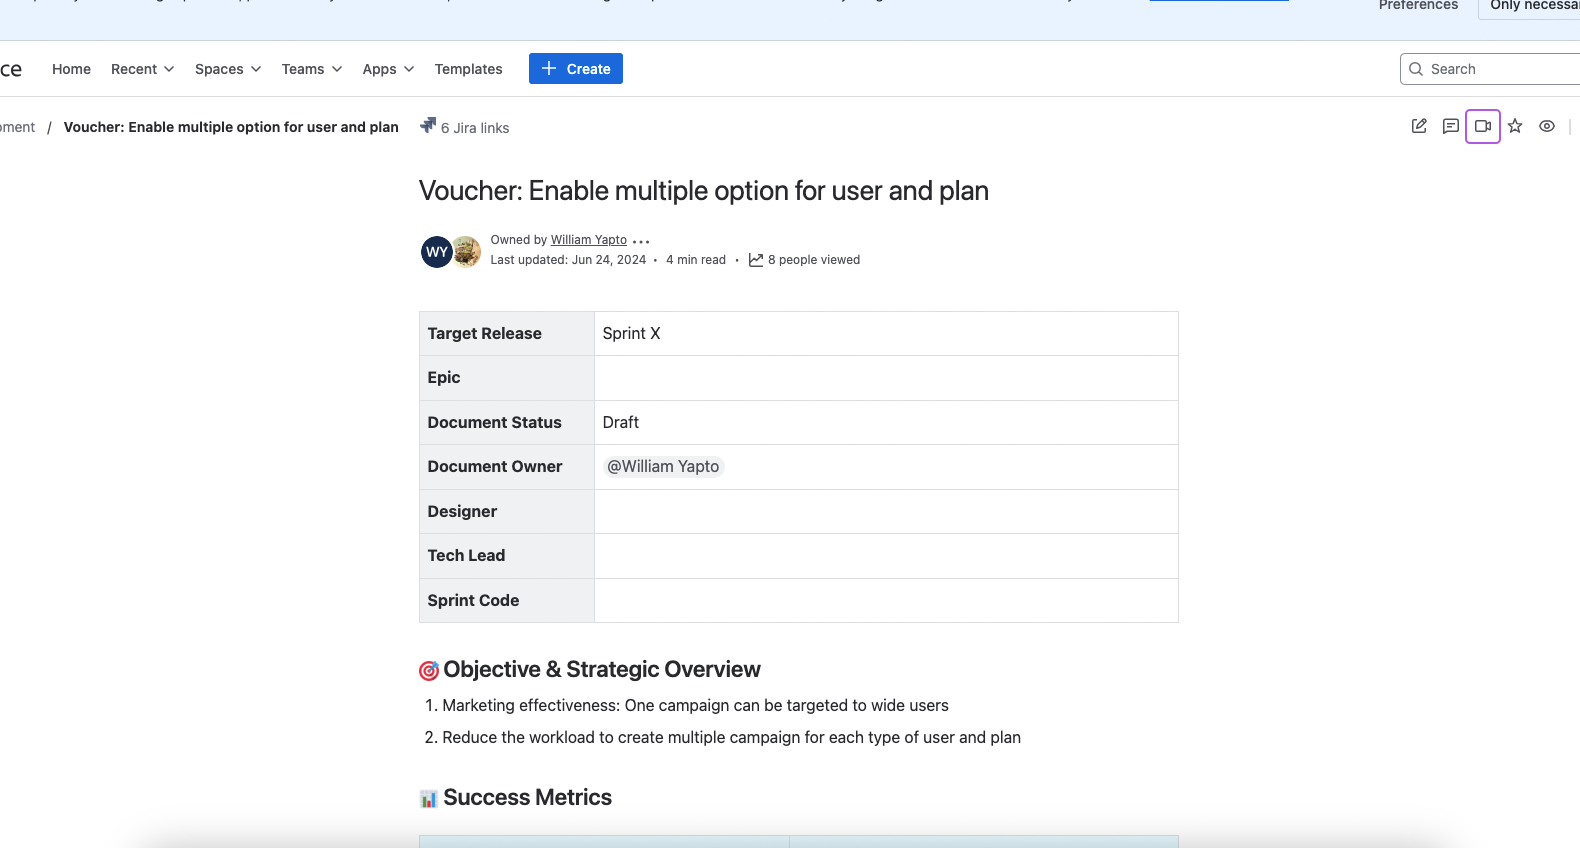 Preferences
Only necessa
ce
Home
Recent
Spaces
Teams
Apps
Templates
Create
Search
ment / Voucher: Enable multiple option for user and plan
6 Jira links
Voucher: Enable multiple option for user and plan
WY
Owned by William Yapto
Last updated: Jun 24, 2024 • 4 min read • 8 people viewed
Target Release Sprint X
Epic
Document Status Draft
Document Owner @William Yapto
Designer
Tech Lead
Sprint Code
Objective & Strategic Overview
1. Marketing effectiveness: One campaign can be targeted to wide users
2. Reduce the workload to create multiple campaign for each type of user and plan
Success Metrics